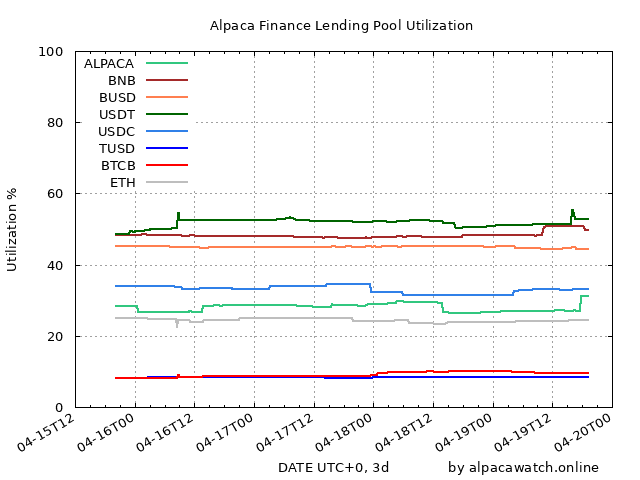 Alpaca Finance Lending Pool Utilization
100
80
60
40
20
0
Utilization %
ALPACA
BNB
BUSD
USDT
USDC
TUSD
BTCB
ETH
04-15T12
04-16T00
04-16T12
04-17T00
04-17T12
04-18T00
04-18T12
04-19T00
04-19T12
04-20T00
DATE UTC+0, 3d
by alpacawatch.online